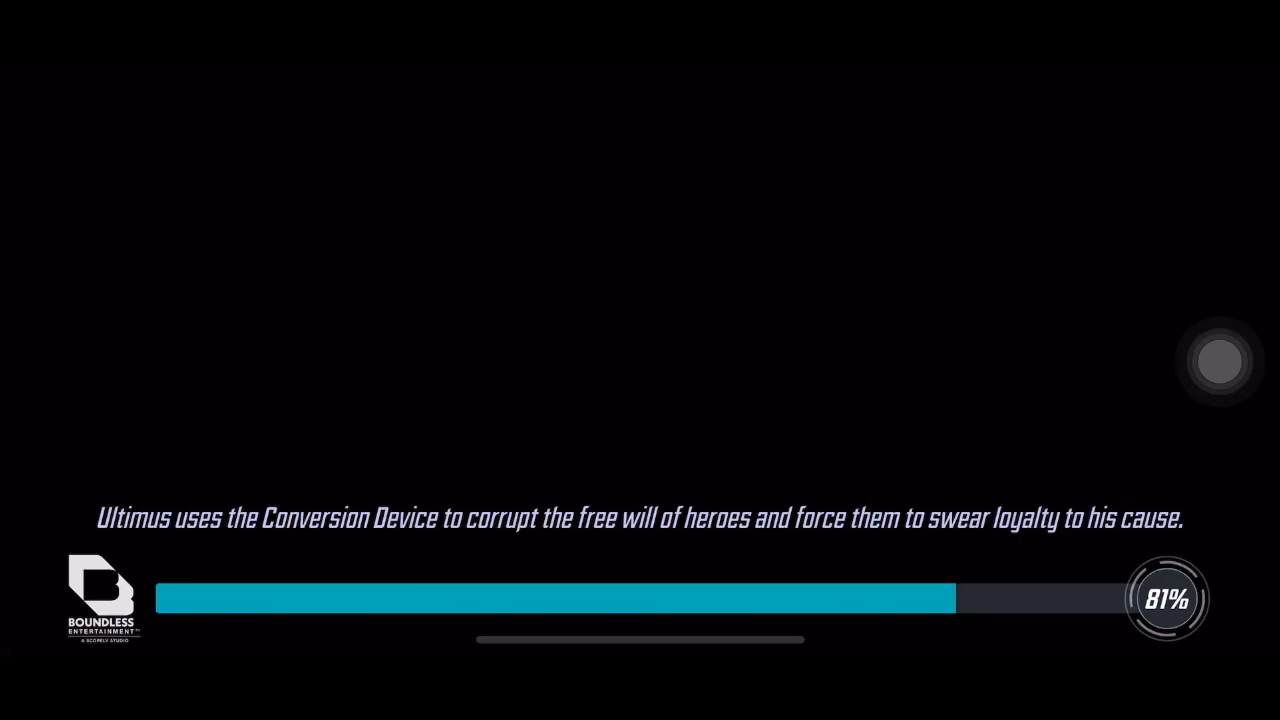 Ultimus uses the Conversion Device to corrupt the free will of heroes and force them to swear loyalty to his cause.
81%
BOUNDLESS
ENTERTAINMENT™
A SCOPELY STUDIO